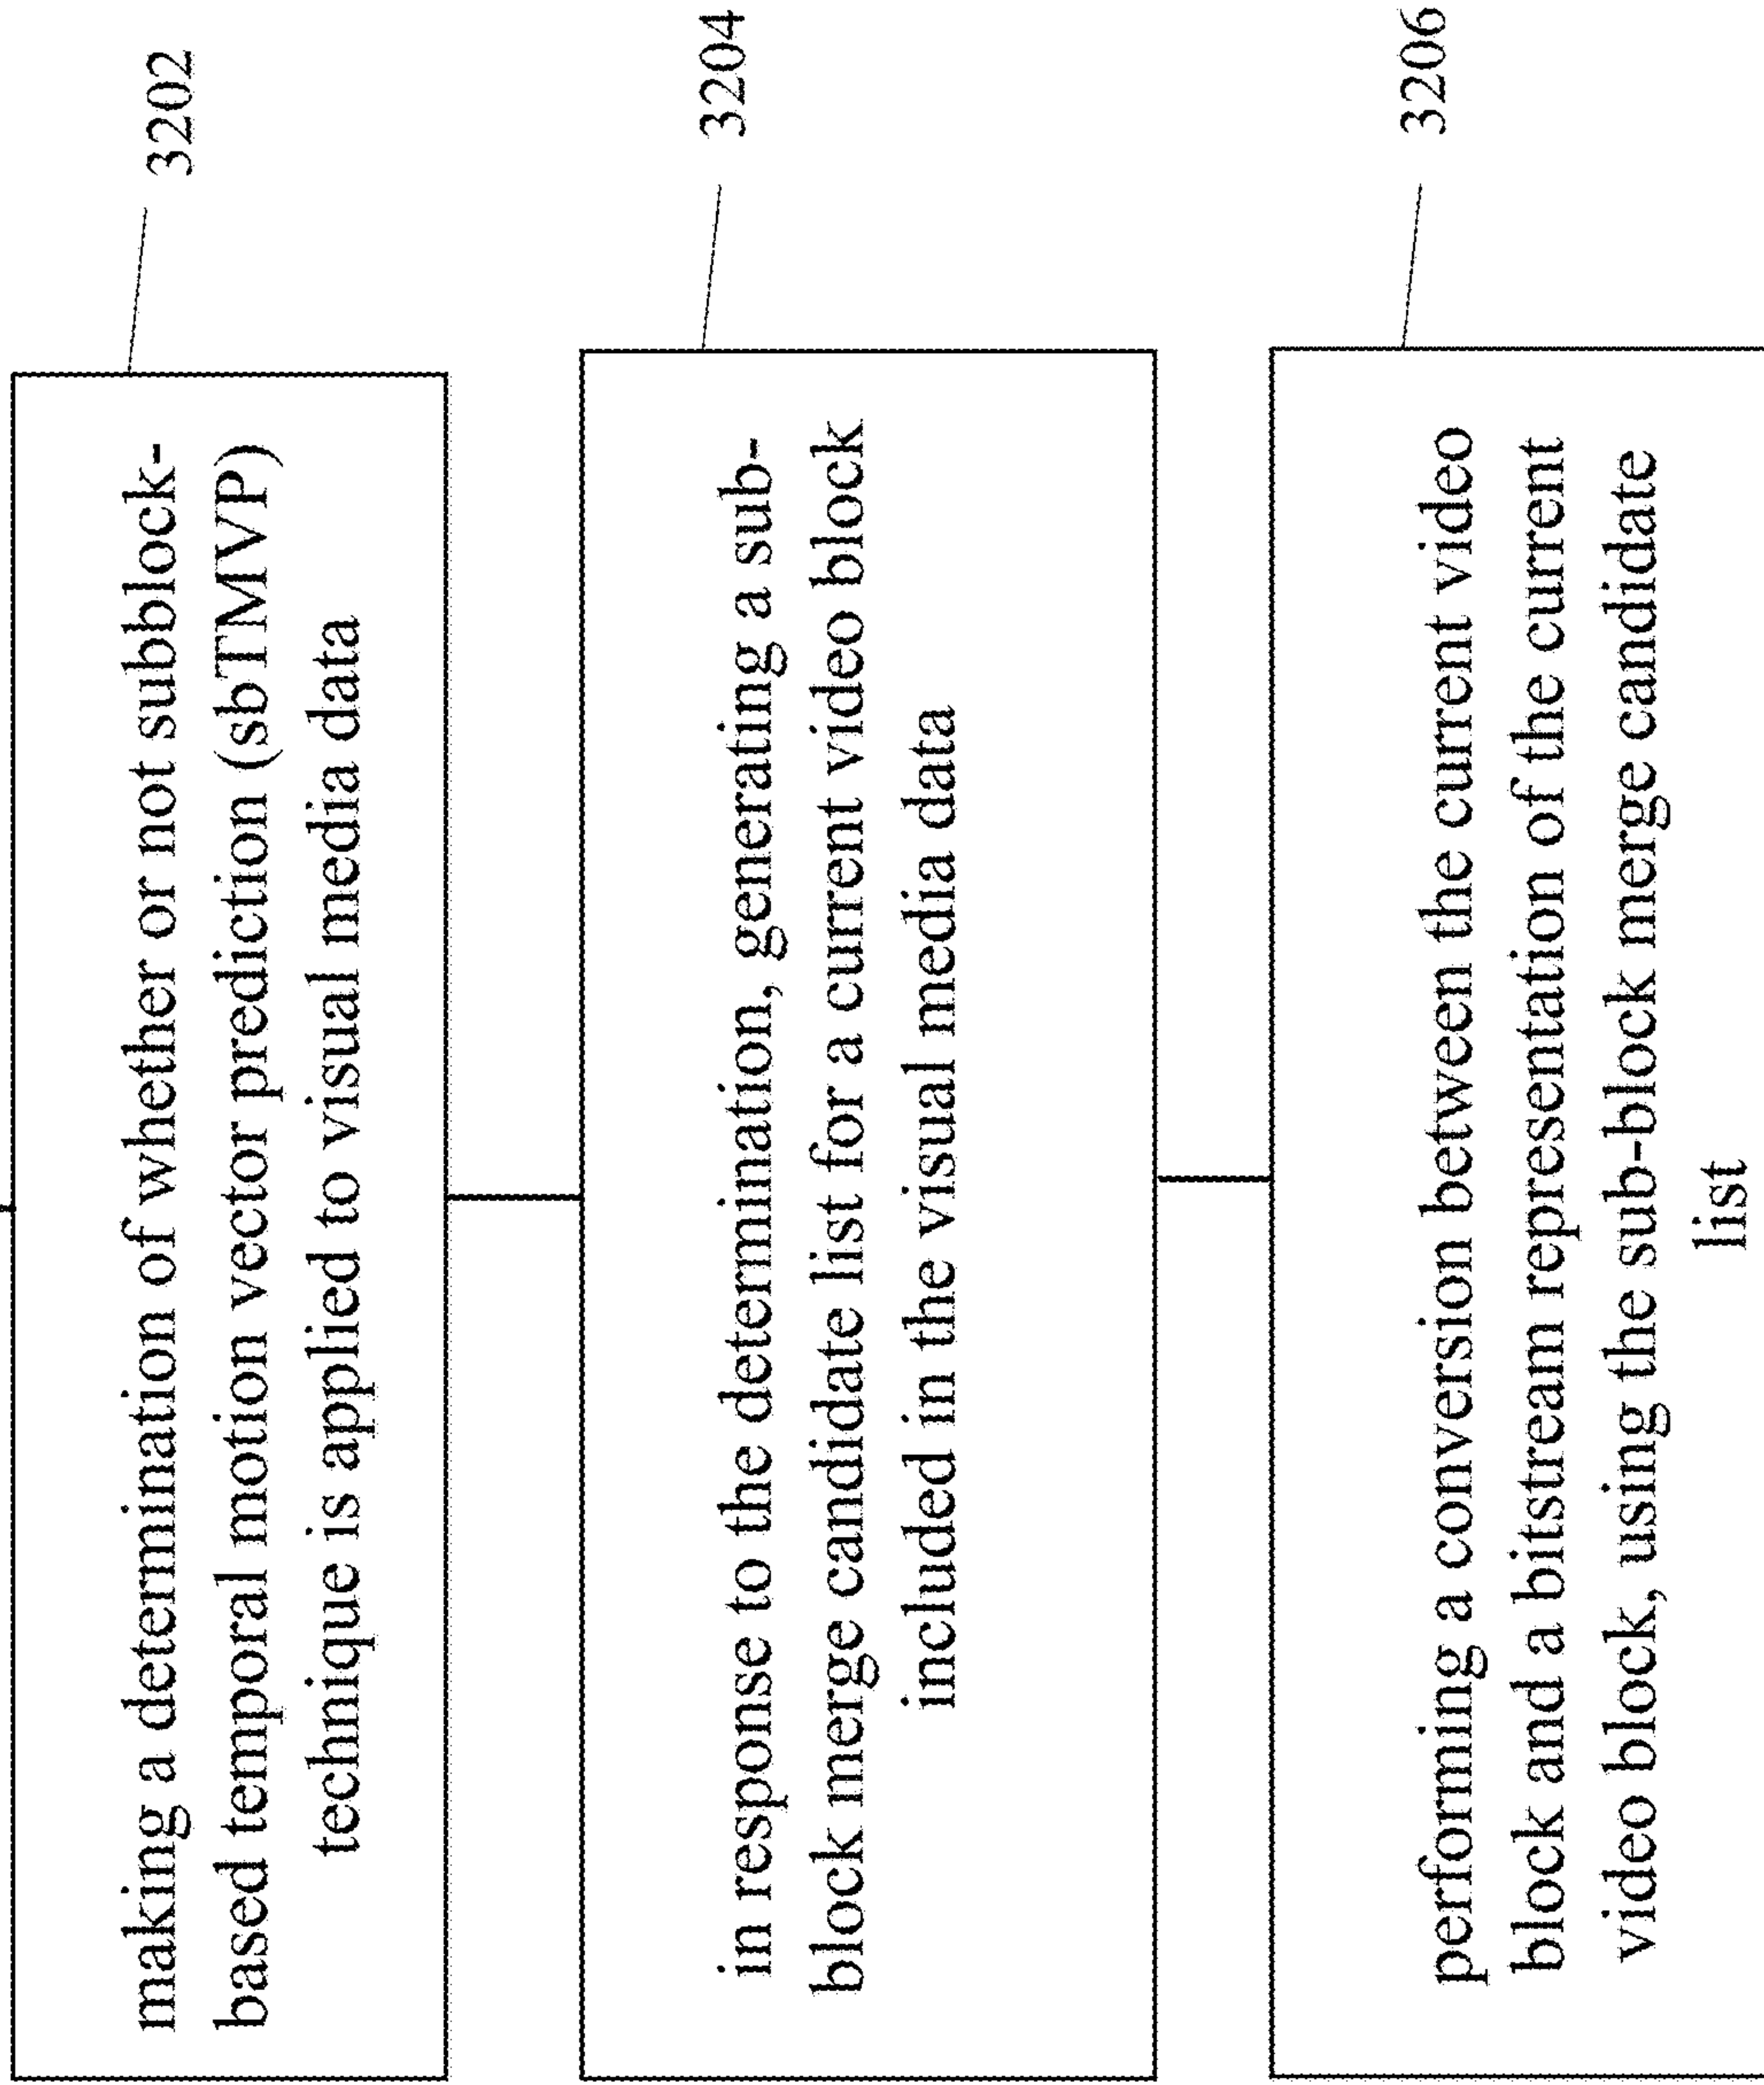 making a determination of whether or not subblock-
based temporal motion vector prediction (sbTMVP)
technique is applied to visual media data
3202
in response to the determination, generating a sub-
block merge candidate list for a current video block
included in the visual media data
3204
performing a conversion between the current video
block and a bitstream representation of the current
video block, using the sub-block merge candidate
list
3206